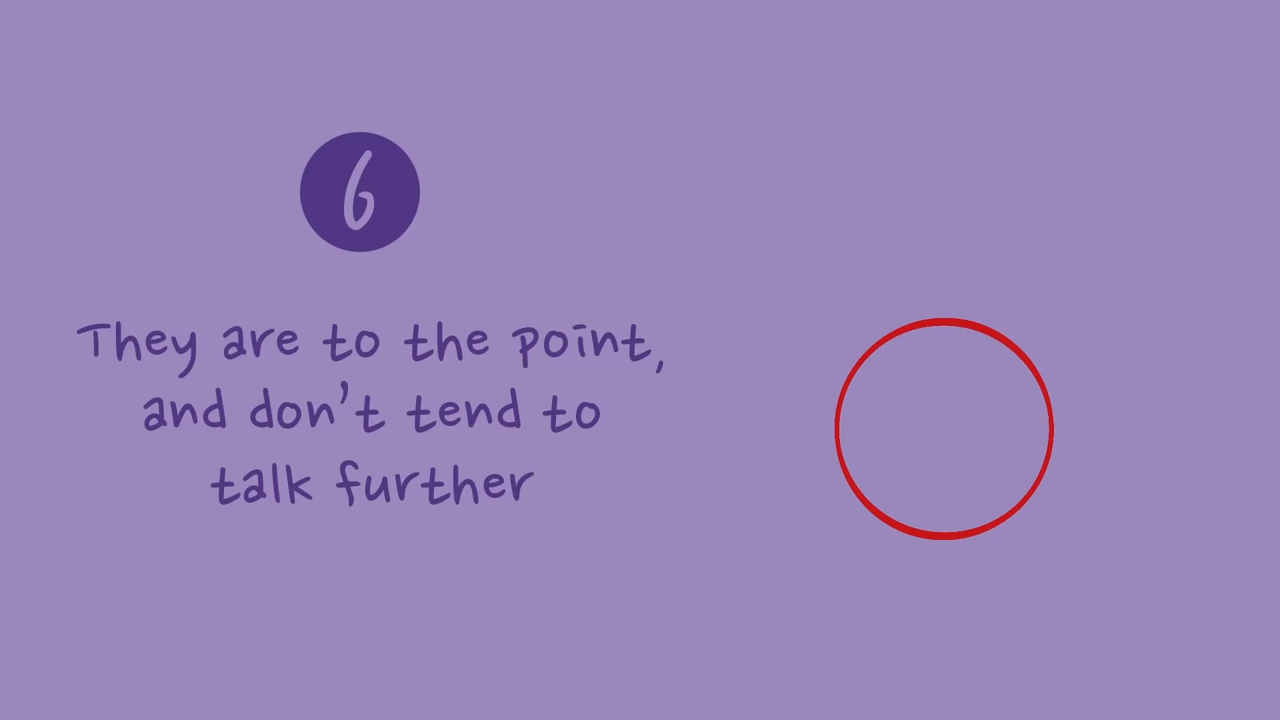 6
They are to the point,
and don't tend to
talk further